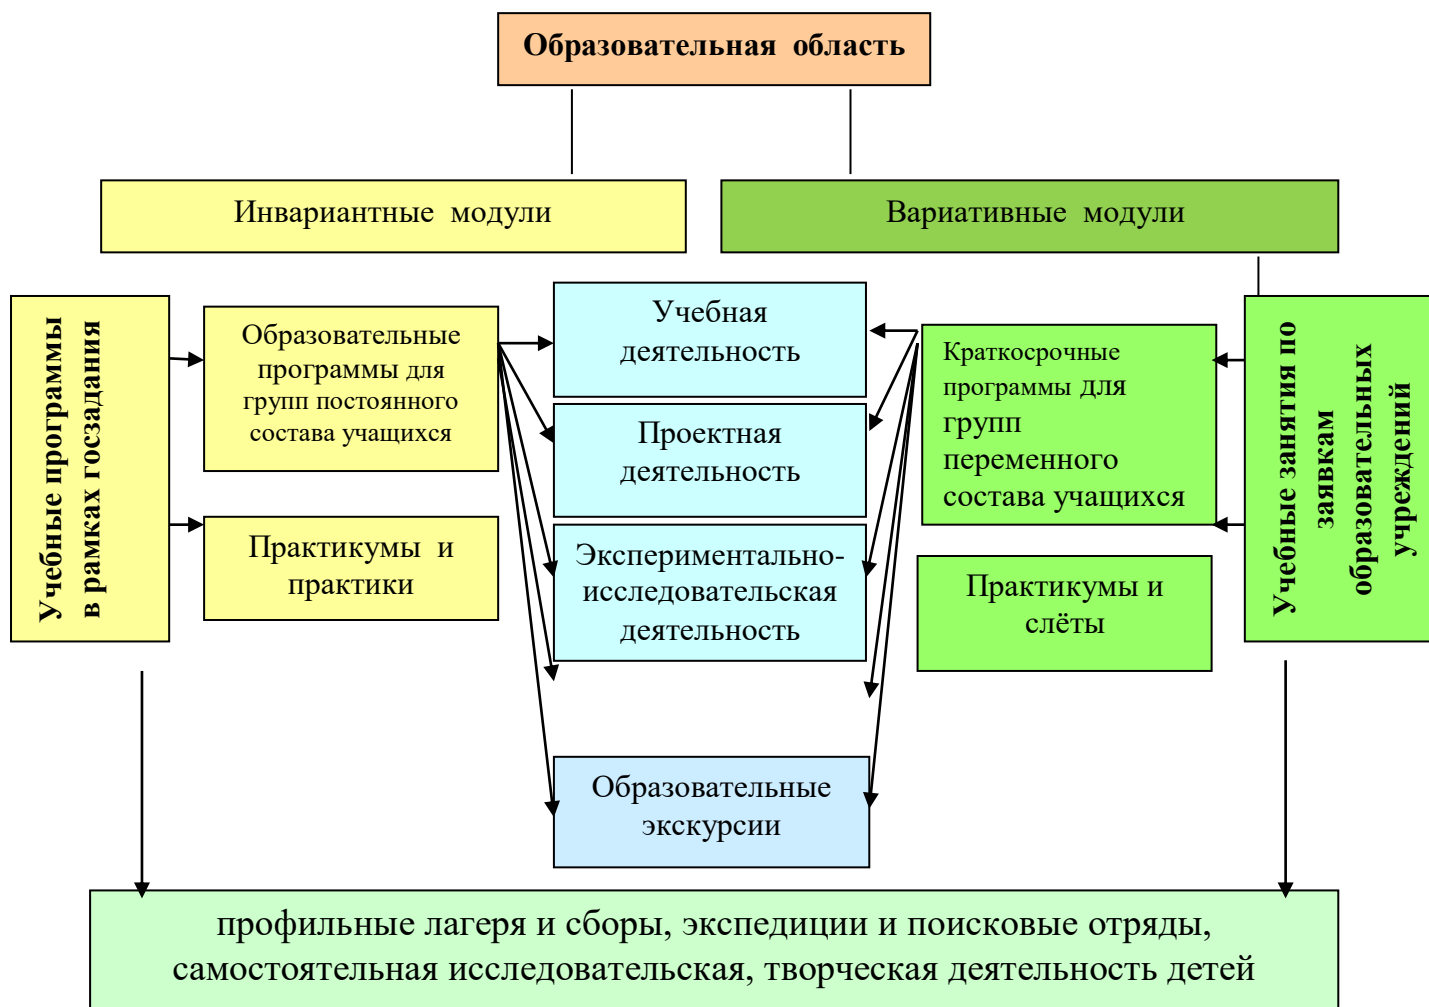 Образовательная область
Инвариантные модули
Вариативные модули
Учебные программы
в рамках госзадания
Образовательные
программы для
групп постоянного
состава учащихся
Практикумы и
практики
Учебная
деятельность
Проектная
деятельность
Экспериментально-
исследовательская
деятельность
Образовательные
экскурсии
Краткосрочные
программы для
групп
переменного
состава учащихся
Практикумы и
слёты
Учебные занятия по
заявкам
образовательных
учреждений
профильные лагеря и сборы, экспедиции и поисковые отряды,
самостоятельная исследовательская, творческая деятельность детей